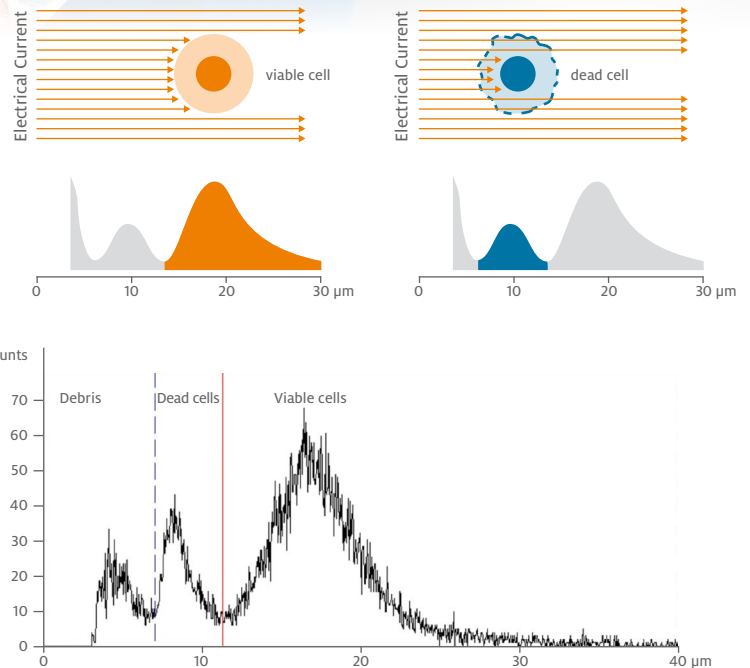 Electrical Current
viable cell
0 10 20 30 µm
Electrical Current
dead cell
0 10 20 30 µm
unts
Debris
Dead cells
Viable cells
70
60
50
40
30
20
10
0
0 10 20 30 40 µm